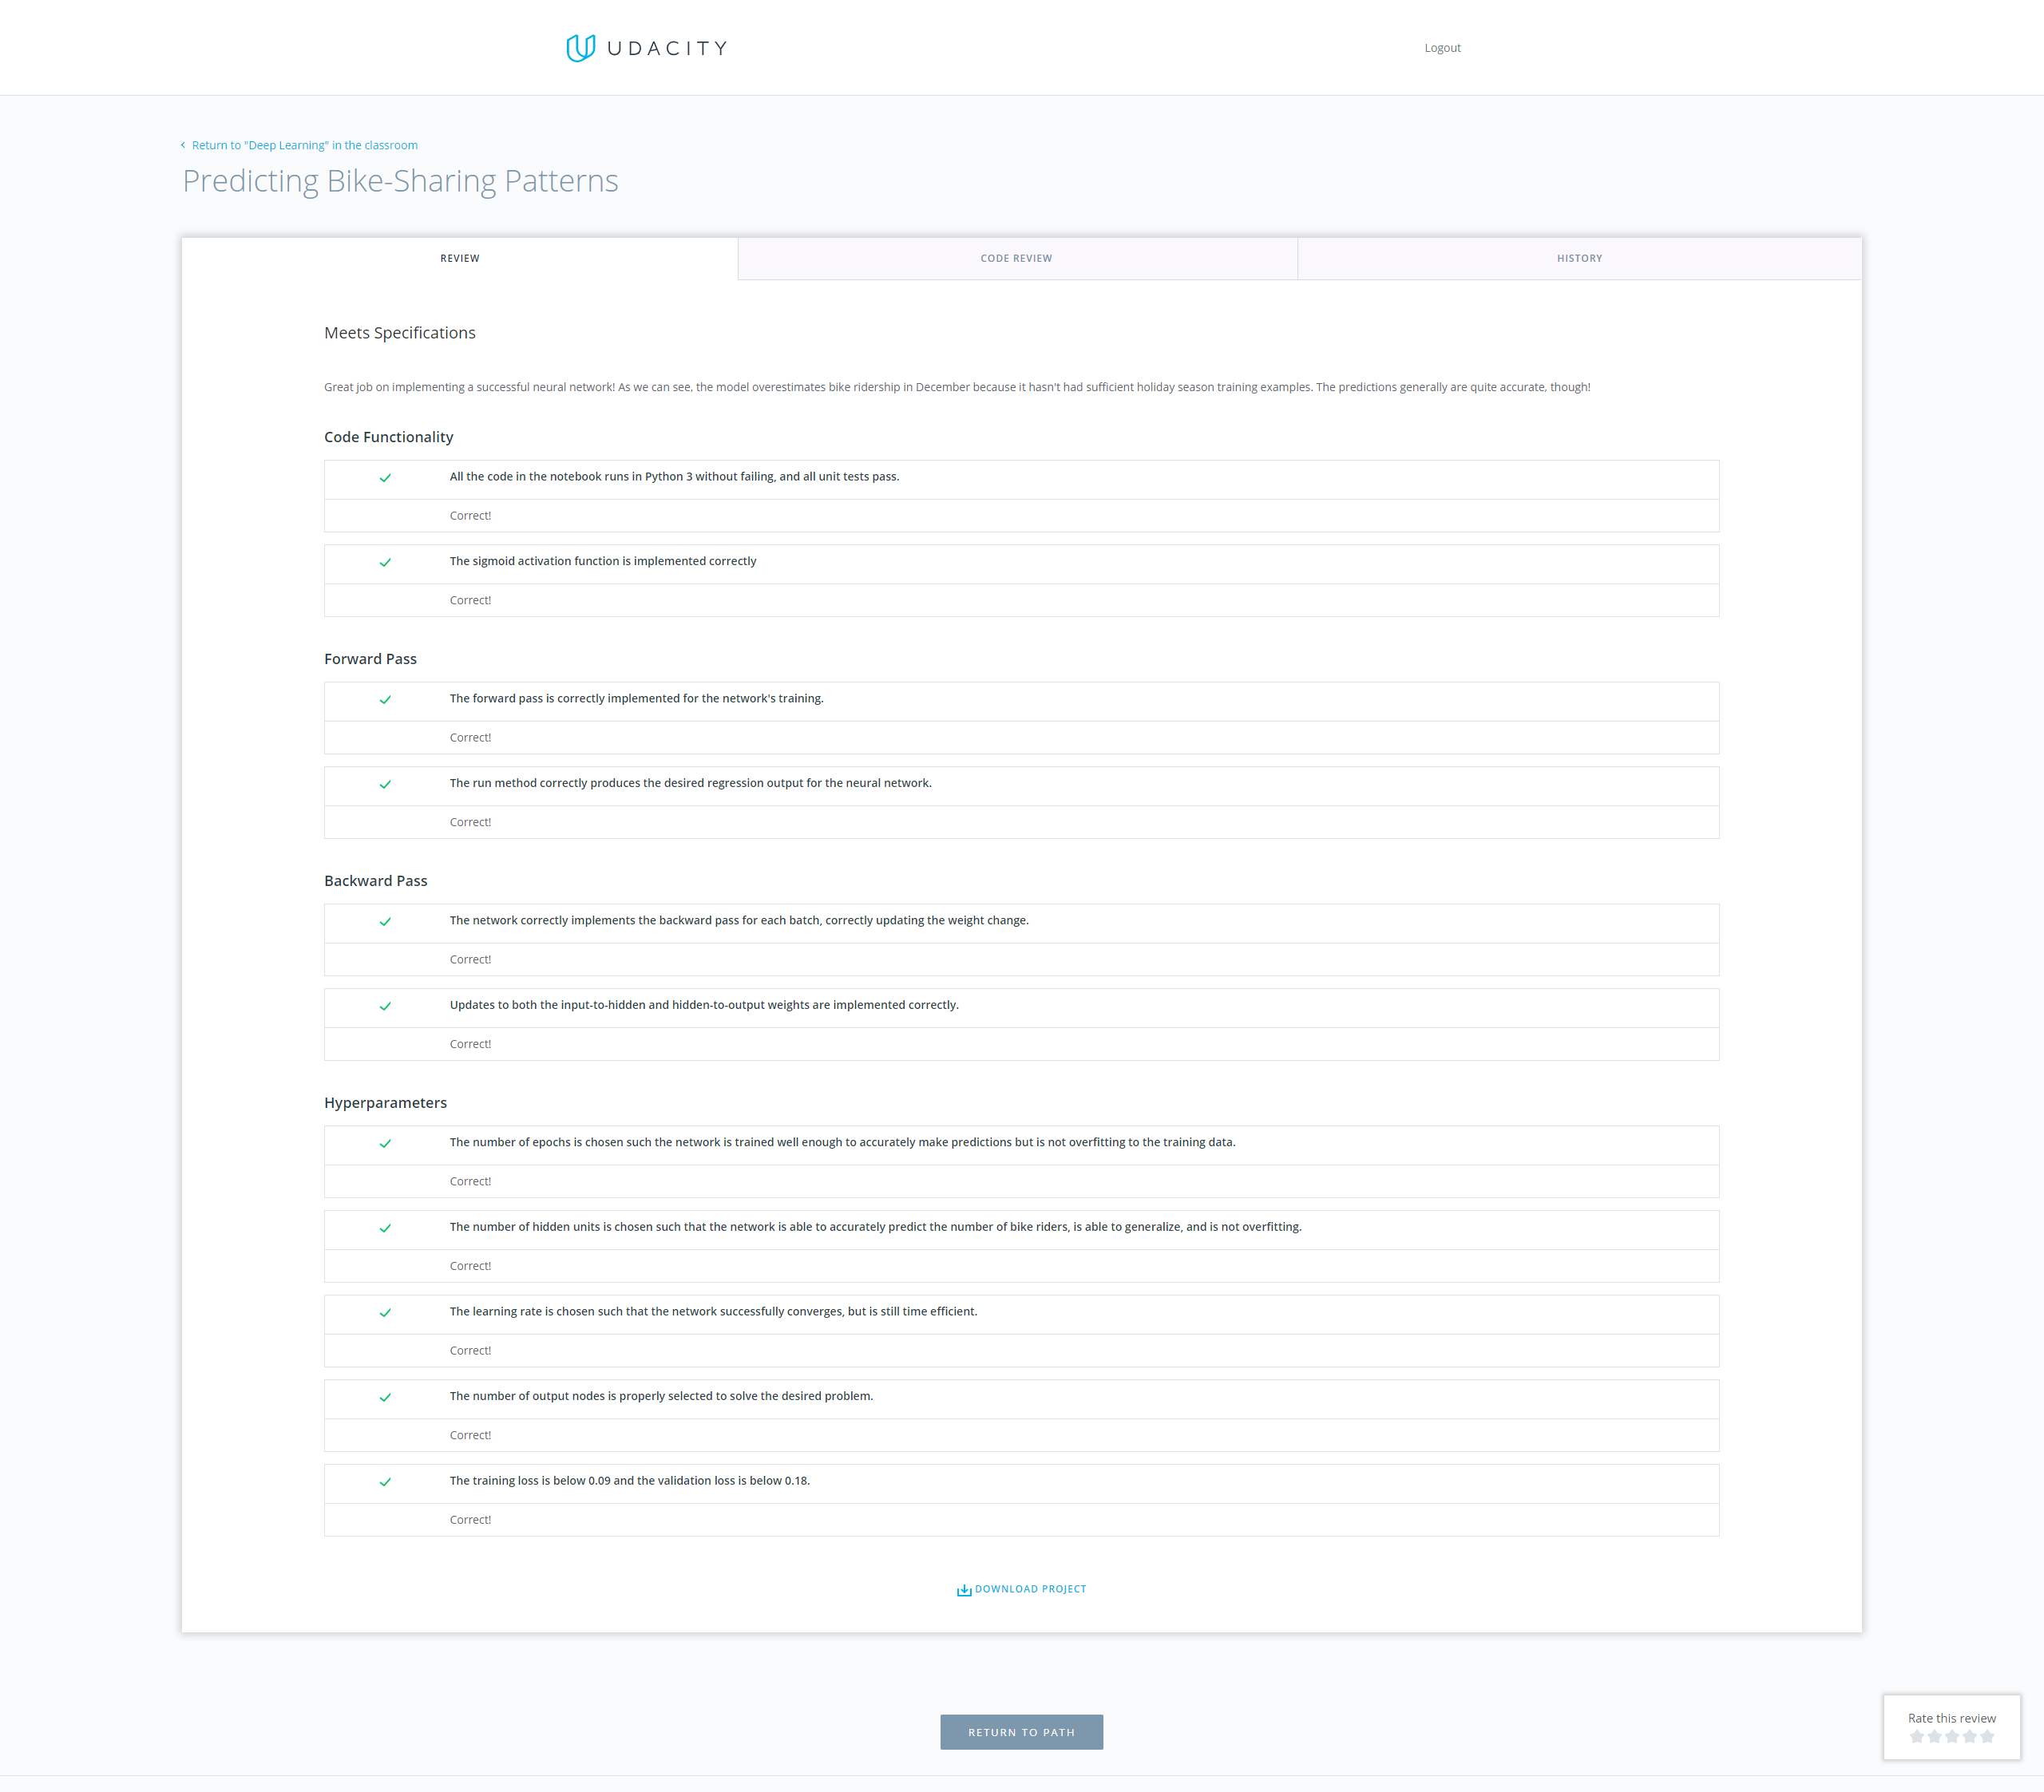 UDACITY
Logout
Return to "Deep Learning" in the classroom
Predicting Bike-Sharing Patterns
REVIEW
CODE REVIEW
HISTORY
Meets Specifications
Great job on implementing a successful neural network! As we can see, the model overestimates bike ridership in December because it hasn't had sufficient holiday season training examples. The predictions generally are quite accurate, though!
Code Functionality
All the code in the notebook runs in Python 3 without failing, and all unit tests pass.
Correct!
The sigmoid activation function is implemented correctly
Correct!
Forward Pass
The forward pass is correctly implemented for the network's training.
Correct!
The run method correctly produces the desired regression output for the neural network.
Correct!
Backward Pass
The network correctly implements the backward pass for each batch, correctly updating the weight change.
Correct!
Updates to both the input-to-hidden and hidden-to-output weights are implemented correctly.
Correct!
Hyperparameters
The number of epochs is chosen such the network is trained well enough to accurately make predictions but is not overfitting to the training data.
Correct!
The number of hidden units is chosen such that the network is able to accurately predict the number of bike riders, is able to generalize, and is not overfitting.
Correct!
The learning rate is chosen such that the network successfully converges, but is still time efficient.
Correct!
The number of output nodes is properly selected to solve the desired problem.
Correct!
The training loss is below 0.09 and the validation loss is below 0.18.
Correct!
DOWNLOAD PROJECT
RETURN TO PATH
Rate this review